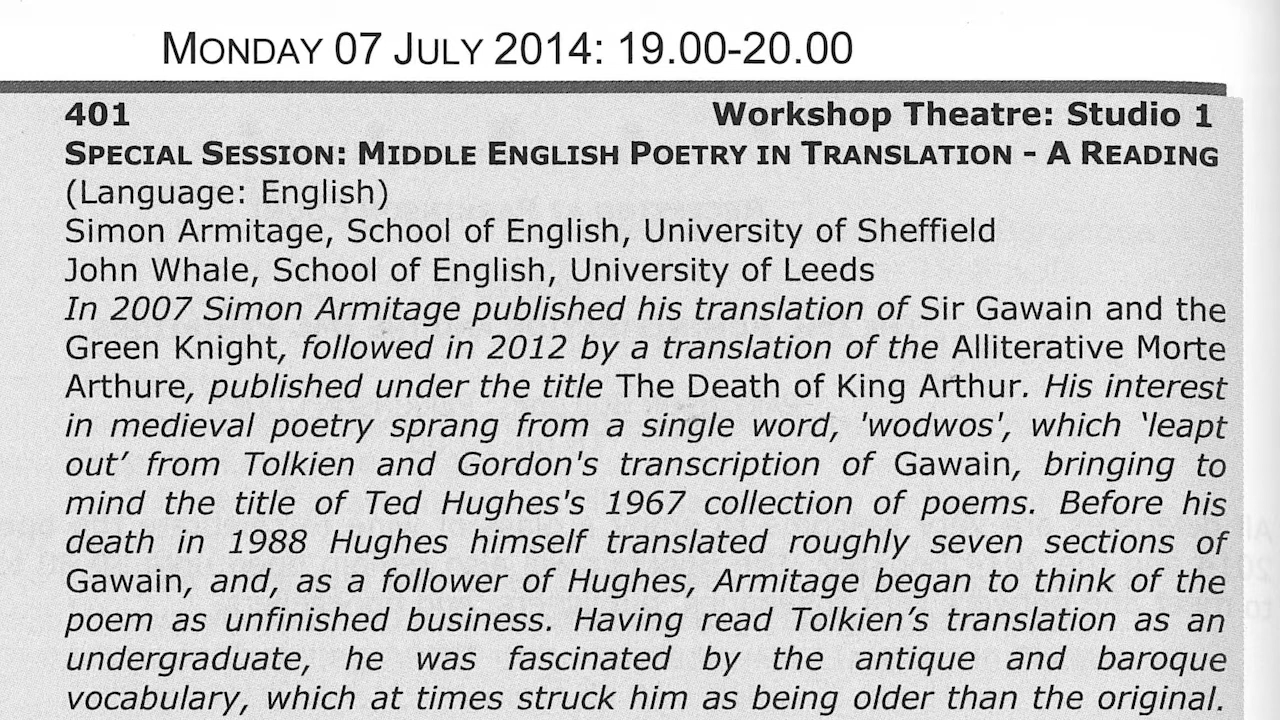 MONDAY 07 JULY 2014: 19.00-20.00
401 Workshop Theatre: Studio 1
SPECIAL SESSION: MIDDLE ENGLISH POETRY IN TRANSLATION - A READING
(Language: English)
Simon Armitage, School of English, University of Sheffield
John Whale, School of English, University of Leeds
In 2007 Simon Armitage published his translation of Sir Gawain and the
Green Knight, followed in 2012 by a translation of the Alliterative Morte
Arthure, published under the title The Death of King Arthur. His interest
in medieval poetry sprang from a single word, 'wodwos', which ‘leapt
out’ from Tolkien and Gordon's transcription of Gawain, bringing to
mind the title of Ted Hughes's 1967 collection of poems. Before his
death in 1988 Hughes himself translated roughly seven sections of
Gawain, and, as a follower of Hughes, Armitage began to think of the
poem as unfinished business. Having read Tolkien’s translation as an
undergraduate, he was fascinated by the antique and baroque
vocabulary, which at times struck him as being older than the original.